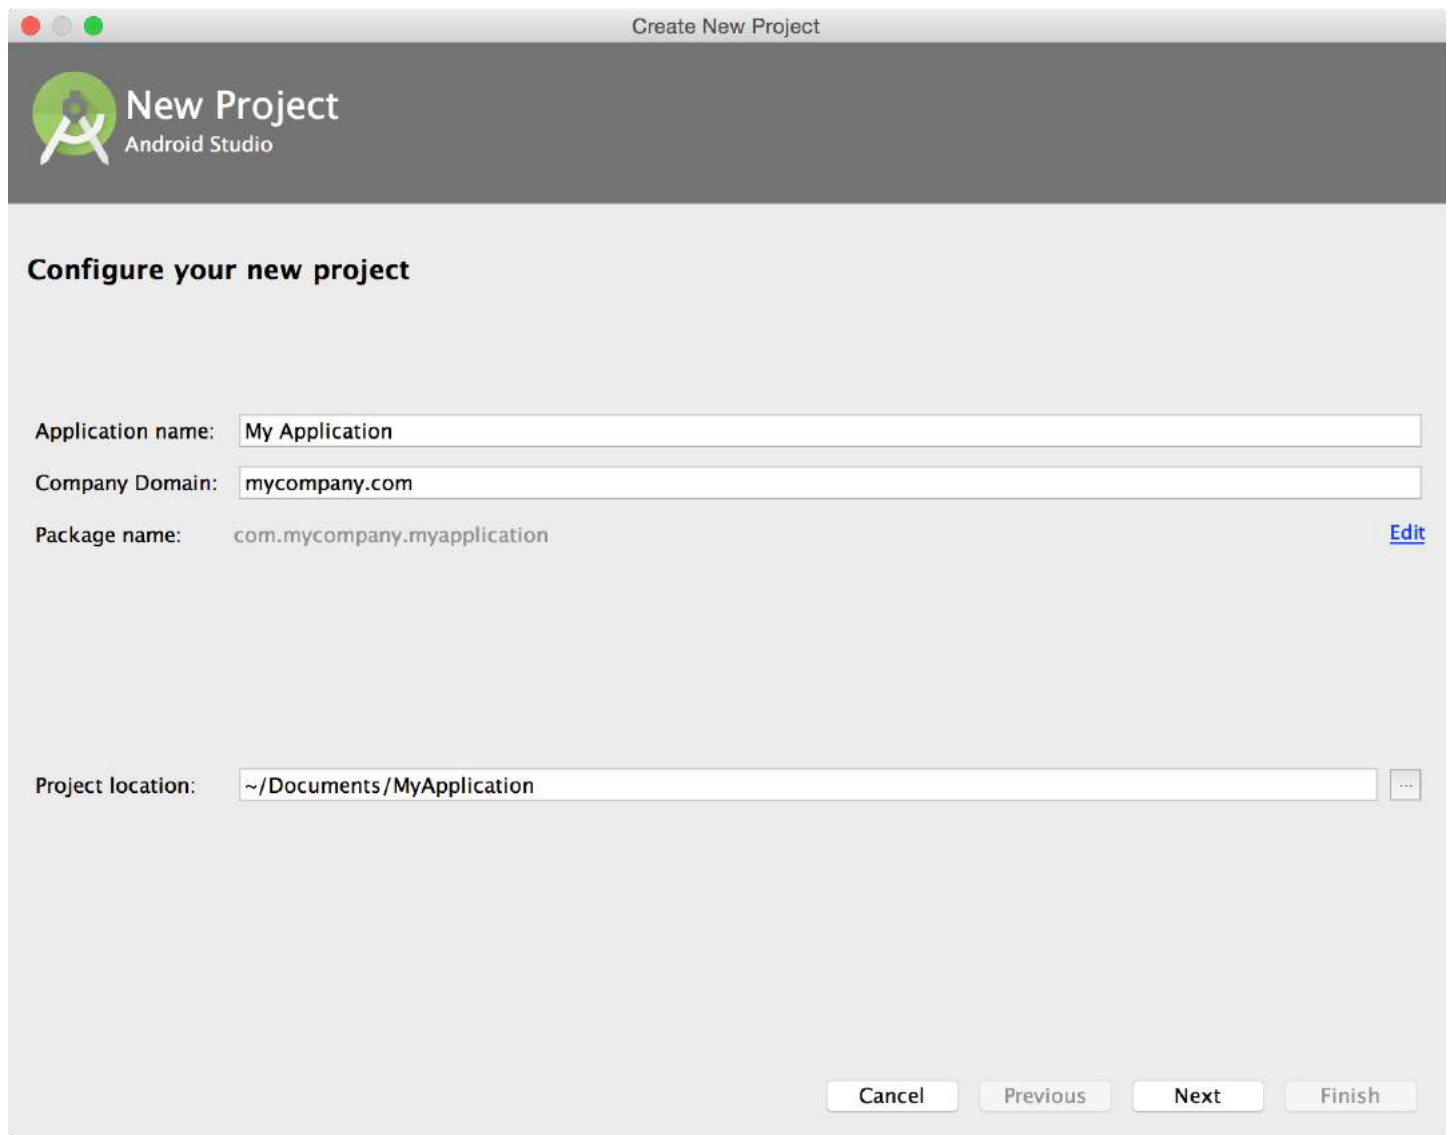 Create New Project
New Project
Android Studio
Configure your new project
Application name: My Application
Company Domain: mycompany.com
Package name: com.mycompany.myapplication Edit
Project location: ~/Documents/MyApplication ...
Cancel Previous Next Finish